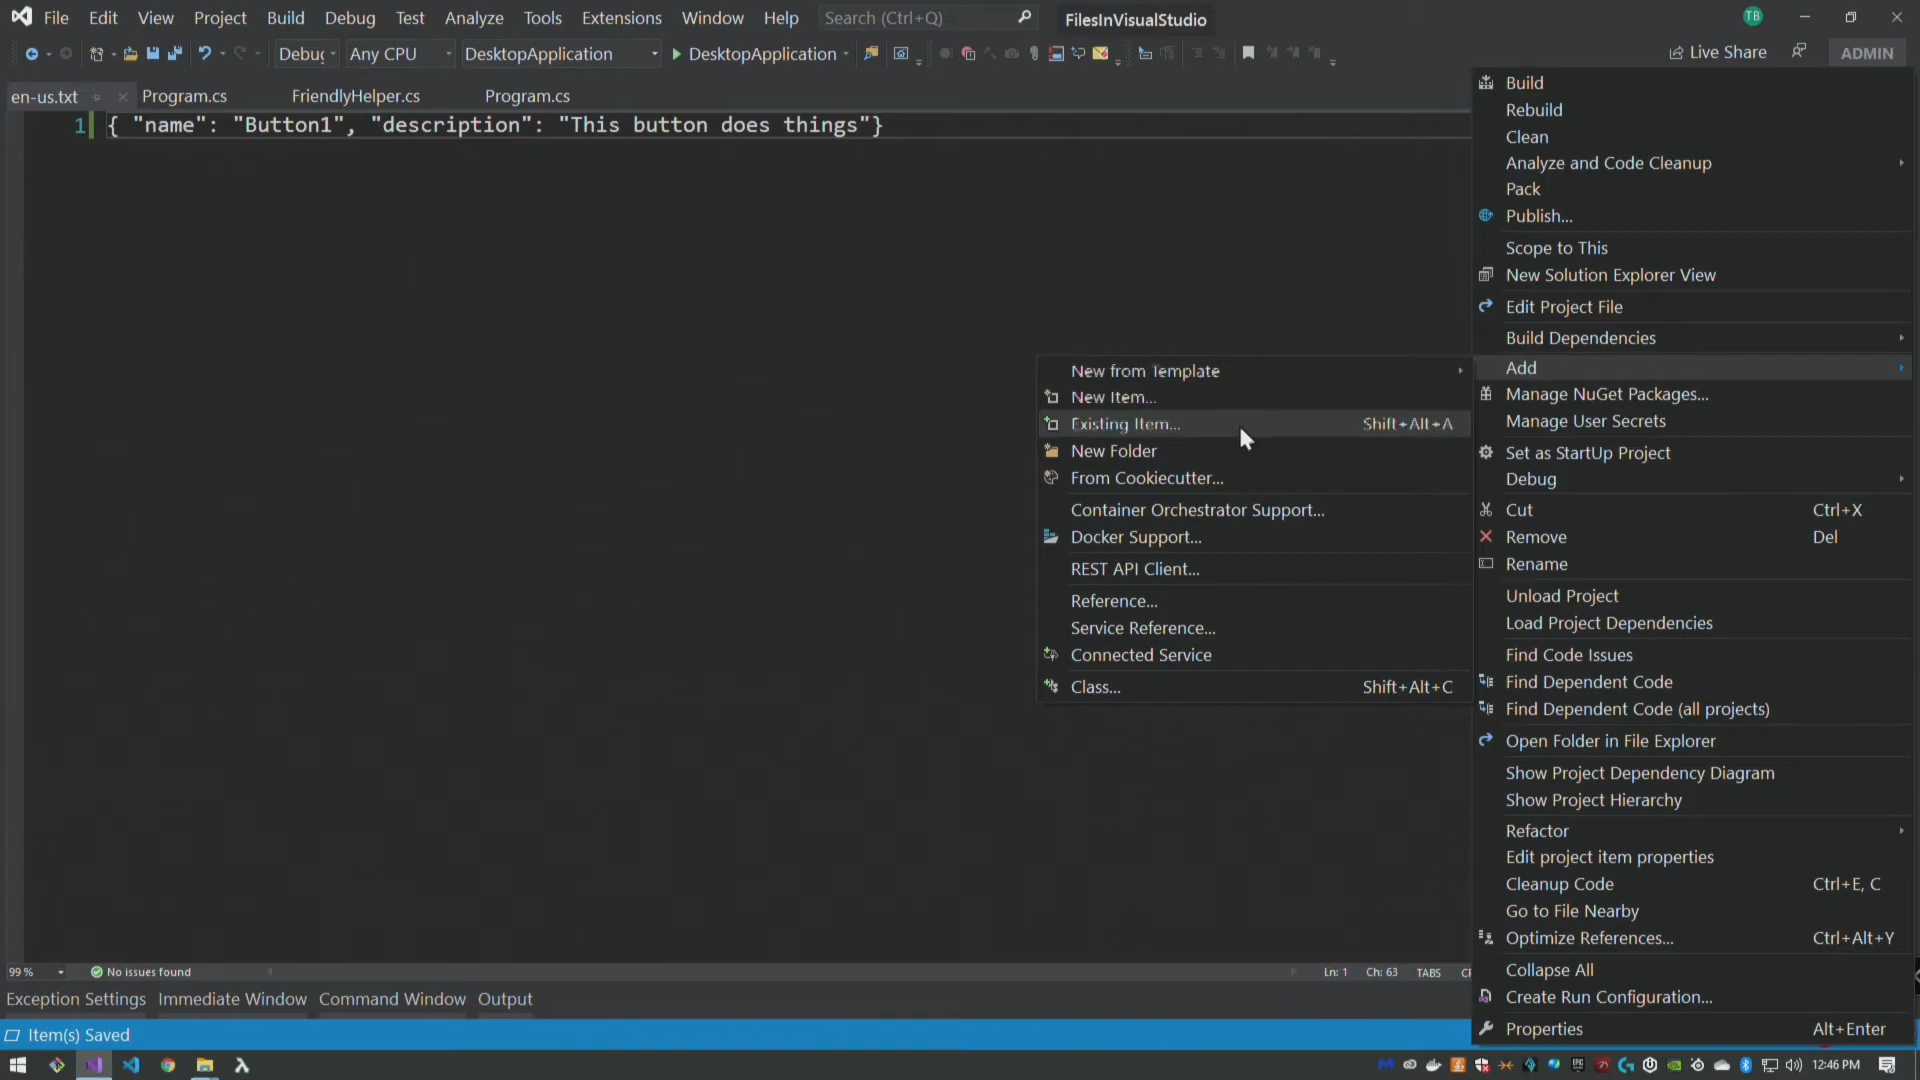 File Edit View Project Build Debug Test Analyze Tools Extensions Window Help Search (Ctrl+Q) FilesInVisualStudio TB
Debug Any CPU DesktopApplication DesktopApplication Live Share ADMIN
en-us.txt Program.cs FriendlyHelper.cs Program.cs
1 { "name": "Button1", "description": "This button does things"}
New from Template
New Item...
Existing Item... Shift+Alt+A
New Folder
From Cookiecutter...
Container Orchestrator Support...
Docker Support...
REST API Client...
Reference...
Service Reference...
Connected Service
Class... Shift+Alt+C
Build
Rebuild
Clean
Analyze and Code Cleanup
Pack
Publish...
Scope to This
New Solution Explorer View
Edit Project File
Build Dependencies
Add
Manage NuGet Packages...
Manage User Secrets
Set as StartUp Project
Debug
Cut Ctrl+X
Remove Del
Rename
Unload Project
Load Project Dependencies
Find Code Issues
Find Dependent Code
Find Dependent Code (all projects)
Open Folder in File Explorer
Show Project Dependency Diagram
Show Project Hierarchy
Refactor
Edit project item properties
Cleanup Code Ctrl+E, C
Go to File Nearby
Optimize References... Ctrl+Alt+Y
Collapse All
Create Run Configuration...
Properties Alt+Enter
99 % No issues found Ln: 1 Ch: 63 TABS
Exception Settings Immediate Window Command Window Output
Item(s) Saved
12:46 PM